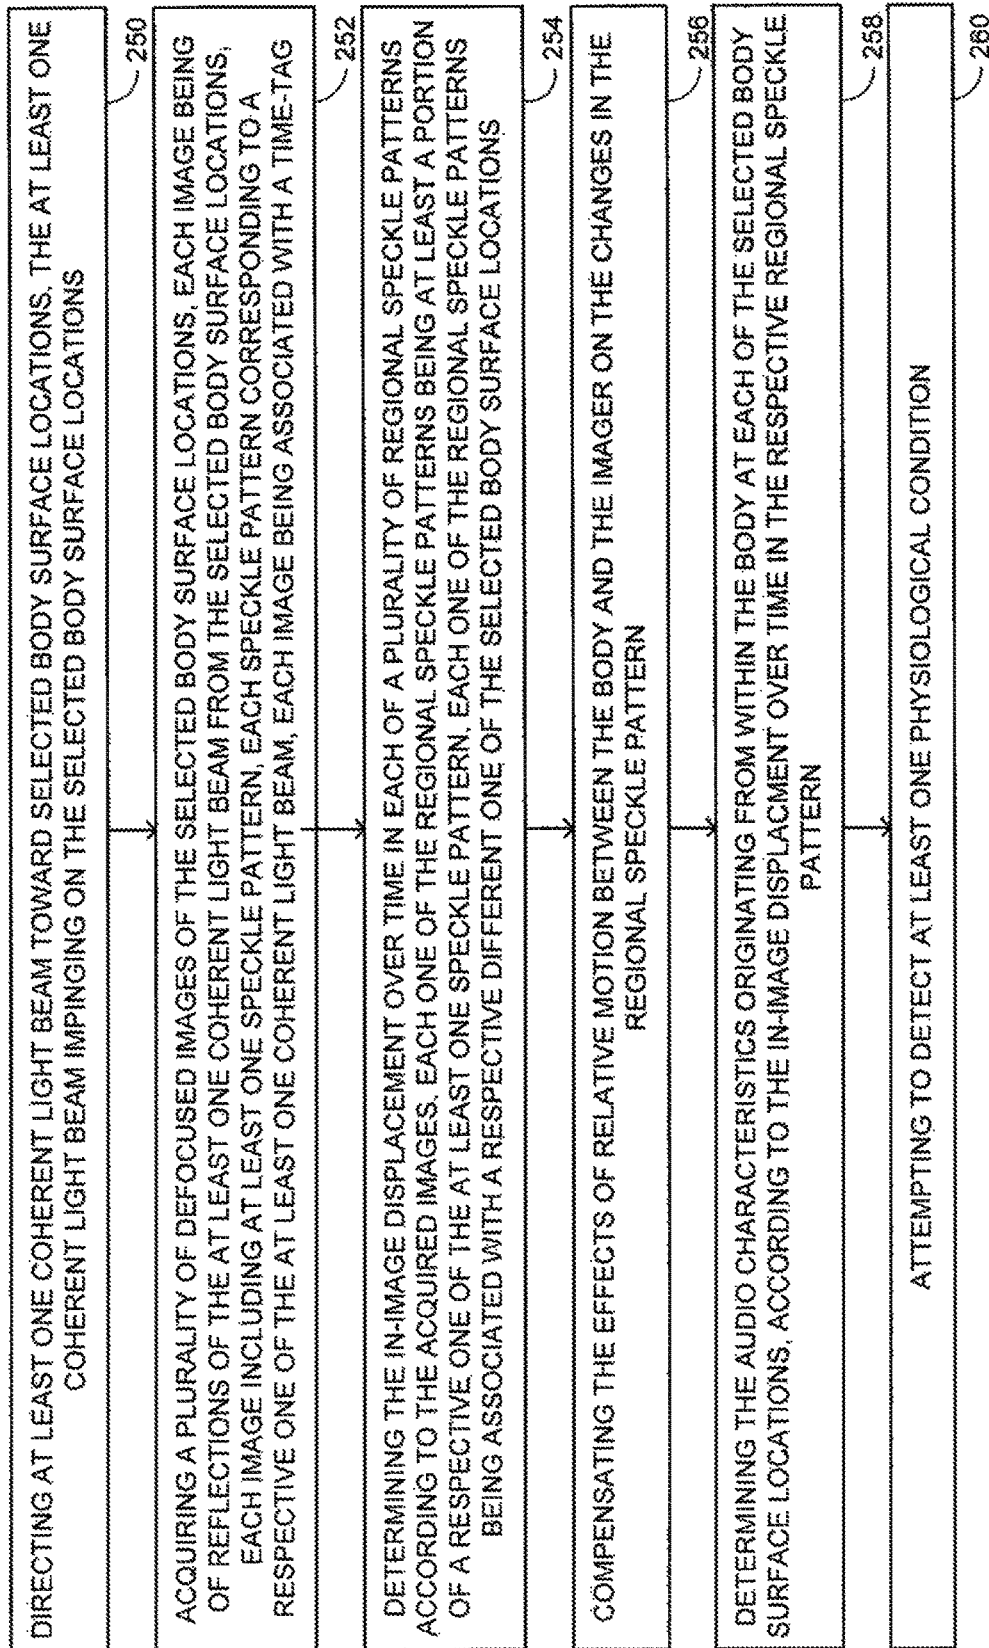 DIRECTING AT LEAST ONE COHERENT LIGHT BEAM TOWARD SELECTED BODY SURFACE LOCATIONS. THE AT LEAST ONE
COHERENT LIGHT BEAM IMPINGING ON THE SELECTED BODY SURFACE LOCATIONS
250
ACQUIRING A PLURALITY OF DEFOCUSED IMAGES OF THE SELECTED BODY SURFACE LOCATIONS, EACH IMAGE BEING
OF REFLECTIONS OF THE AT LEAST ONE COHERENT LIGHT BEAM FROM THE SELECTED BODY SURFACE LOCATIONS,
EACH IMAGE INCLUDING AT LEAST ONE SPECKLE PATTERN, EACH SPECKLE PATTERN CORRESPONDING TO A
RESPECTIVE ONE OF THE AT LEAST ONE COHERENT LIGHT BEAM, EACH IMAGE BEING ASSOCIATED WITH A TIME-TAG
252
DETERMINING THE IN-IMAGE DISPLACEMENT OVER TIME IN EACH OF A PLURALITY OF REGIONAL SPECKLE PATTERNS
ACCORDING TO THE ACQUIRED IMAGES, EACH ONE OF THE REGIONAL SPECKLE PATTERNS BEING AT LEAST A PORTION
OF A RESPECTIVE ONE OF THE AT LEAST ONE SPECKLE PATTERN, EACH ONE OF THE REGIONAL SPECKLE PATTERNS
BEING ASSOCIATED WITH A RESPECTIVE DIFFERENT ONE OF THE SELECTED BODY SURFACE LOCATIONS
254
COMPENSATING THE EFFECTS OF RELATIVE MOTION BETWEEN THE BODY AND THE IMAGER ON THE CHANGES IN THE
REGIONAL SPECKLE PATTERN
256
DETERMINING THE AUDIO CHARACTERISTICS ORIGINATING FROM WITHIN THE BODY AT EACH OF THE SELECTED BODY
SURFACE LOCATIONS, ACCORDING TO THE IN-IMAGE DISPLACMENT OVER TIME IN THE RESPECTIVE REGIONAL SPECKLE
PATTERN
258
ATTEMPTING TO DETECT AT LEAST ONE PHYSIOLOGICAL CONDITION
260